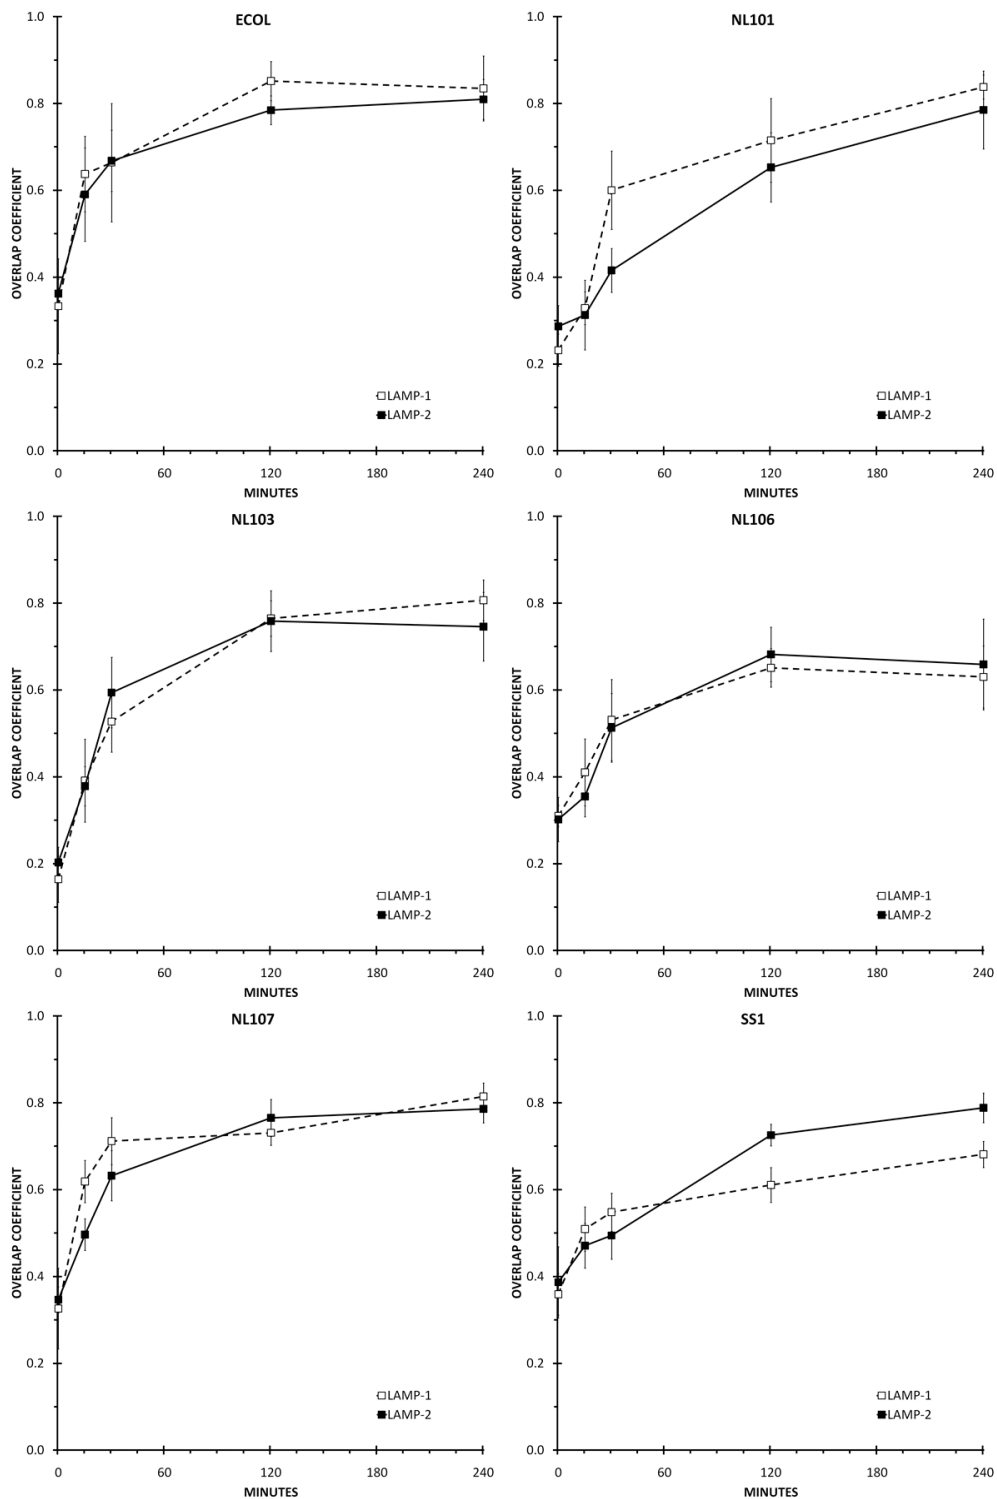 ECOL
1.0
0.8
0.6
0.4
0.2
0.0
OVERLAP COEFFICIENT
LAMP-1
LAMP-2
0 60 120 180 240
MINUTES
NL101
1.0
0.8
0.6
0.4
0.2
0.0
OVERLAP COEFFICIENT
LAMP-1
LAMP-2
0 60 120 180 240
MINUTES
NL103
1.0
0.8
0.6
0.4
0.2
0.0
OVERLAP COEFFICIENT
LAMP-1
LAMP-2
0 60 120 180 240
MINUTES
NL106
1.0
0.8
0.6
0.4
0.2
0.0
OVERLAP COEFFICIENT
LAMP-1
LAMP-2
0 60 120 180 240
MINUTES
NL107
1.0
0.8
0.6
0.4
0.2
0.0
OVERLAP COEFFICIENT
LAMP-1
LAMP-2
0 60 120 180 240
MINUTES
SS1
1.0
0.8
0.6
0.4
0.2
0.0
OVERLAP COEFFICIENT
LAMP-1
LAMP-2
0 60 120 180 240
MINUTES